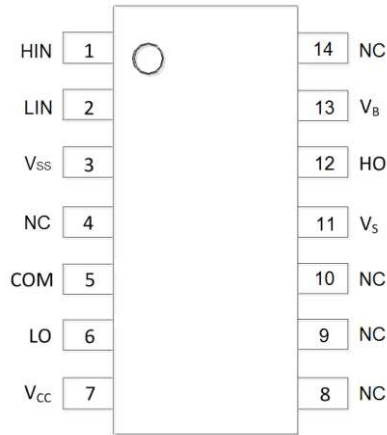 HIN 1 14 NC
LIN 2 13 VB
VSS 3 12 HO
NC 4 11 VS
COM 5 10 NC
LO 6 9 NC
VCC 7 8 NC